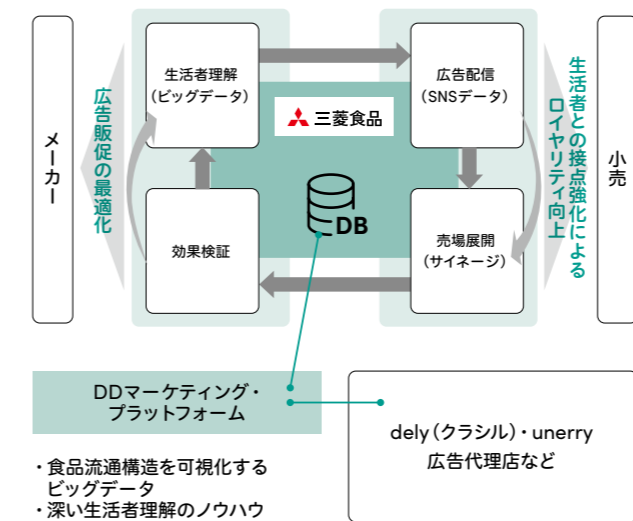 メーカー
広告販促の最適化
生活者理解
（ビッグデータ）
広告配信
（SNSデータ）
三菱食品
DB
効果検証
売場展開
（サイネージ）
生活者との接点強化による
ロイヤリティ向上
小売
DDマーケティング・
プラットフォーム
・食品流通構造を可視化する
ビッグデータ
・深い生活者理解のノウハウ
dely（クラシル）・unerry
広告代理店など